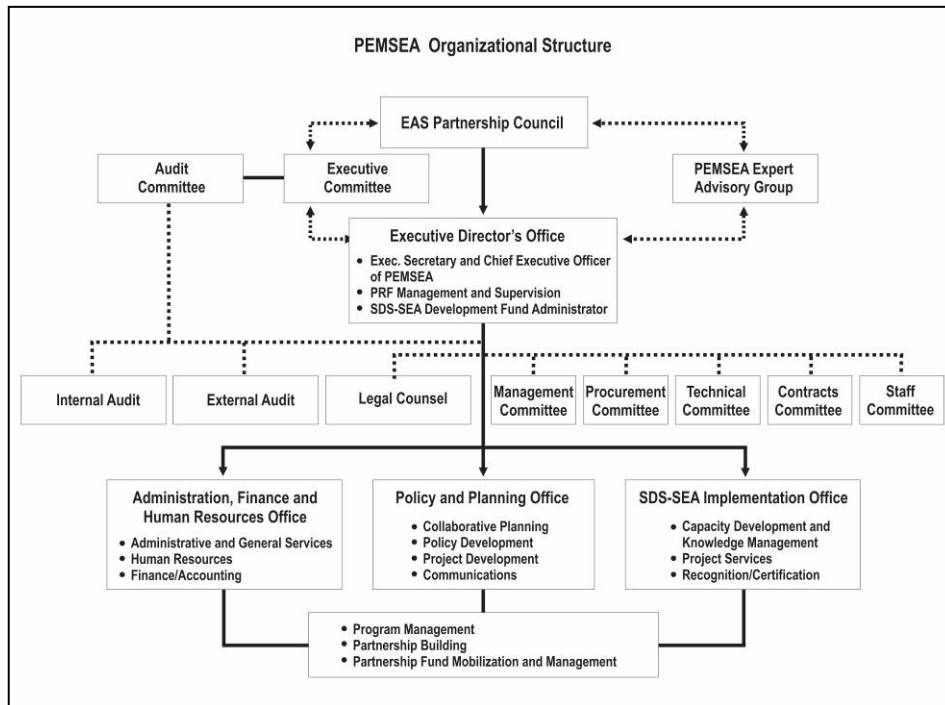 PEMSEA Organizational Structure
EAS Partnership Council
Audit
Committee
Executive
Committee
PEMSEA Expert
Advisory Group
Executive Director's Office
• Exec. Secretary and Chief Executive Officer
of PEMSEA
• PRF Management and Supervision
• SDS-SEA Development Fund Administrator
Internal Audit
External Audit
Legal Counsel
Management
Committee
Procurement
Committee
Technical
Committee
Contracts
Committee
Staff
Committee
Administration, Finance and
Human Resources Office
• Administrative and General Services
• Human Resources
• Finance/Accounting
Policy and Planning Office
• Collaborative Planning
• Policy Development
• Project Development
• Communications
SDS-SEA Implementation Office
• Capacity Development and
Knowledge Management
• Project Services
• Recognition/Certification
• Program Management
• Partnership Building
• Partnership Fund Mobilization and Management